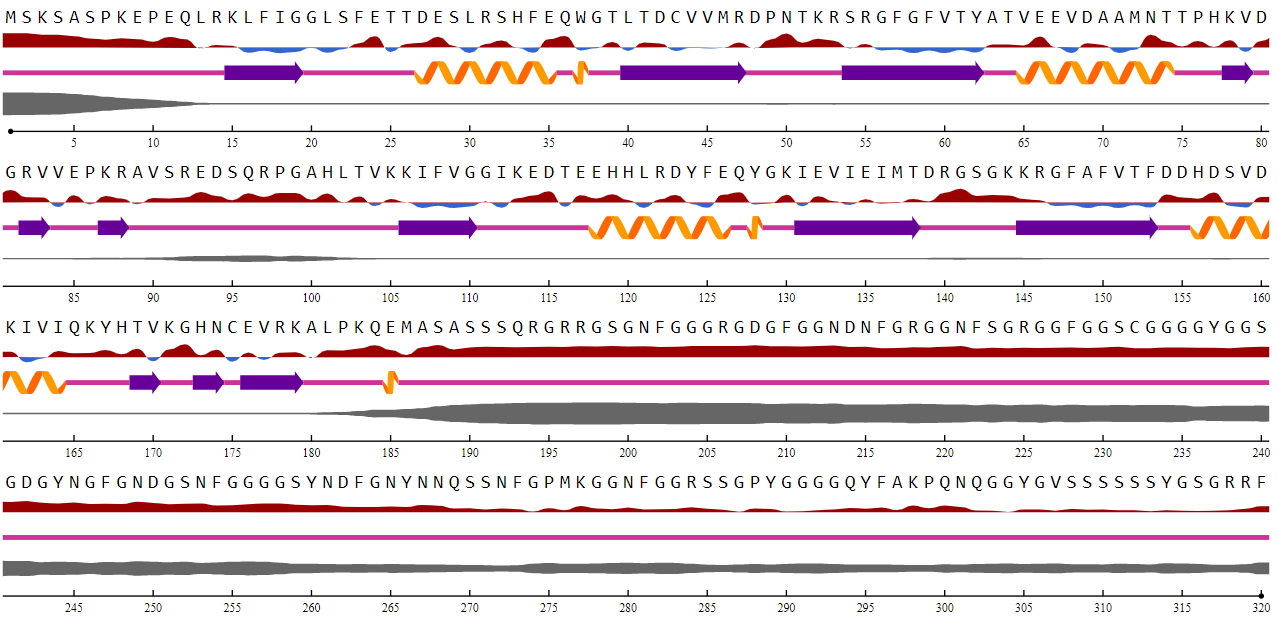 MSKSASPKEPEQLRKLFIGGLSFETTDESLRSHFEQWGTLTDCVVMRDPNTKRSRGFGFVTYATVEEVDAAMNTTPHKVD
5 10 15 20 25 30 35 40 45 50 55 60 65 70 75 80
GRVVEPKRAVSREDSQRPGAHLTVKKIFVGGIKEDTEEHHLRDYFEQYGKIEVIEIMTDRGSGKKRGFAFVTFDDHDSVD
85 90 95 100 105 110 115 120 125 130 135 140 145 150 155 160
KIVIQKYHTVKGHNCEVRKALPKQEMASASSSQRGRRGSGNFGGGRGDGFGGNDNFGRGGNFSGRGGFGGSCGGGGYGGS
165 170 175 180 185 190 195 200 205 210 215 220 225 230 235 240
GDGYNGFGNDGSNFGGGGSYNDFGNYNNQSSNFGPMKGGNFGGRSSGPYGGGGQYFAKPQNQGGYGVSSSSSSYGSGRRF
245 250 255 260 265 270 275 280 285 290 295 300 305 310 315 320